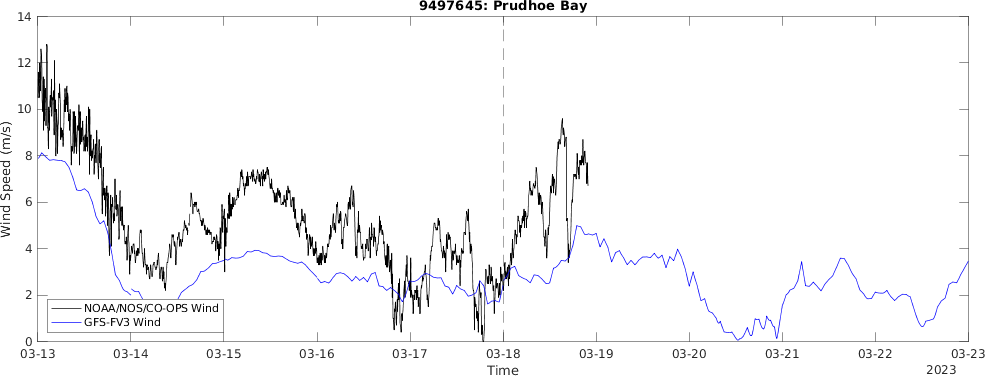 9497645: Prudhoe Bay
14
12
10
8
6
4
2
0
Wind Speed (m/s)
NOAA/NOS/CO-OPS Wind
GFS-FV3 Wind
03-13 03-14 03-15 03-16 03-17 03-18 03-19 03-20 03-21 03-22 03-23
Time
2023